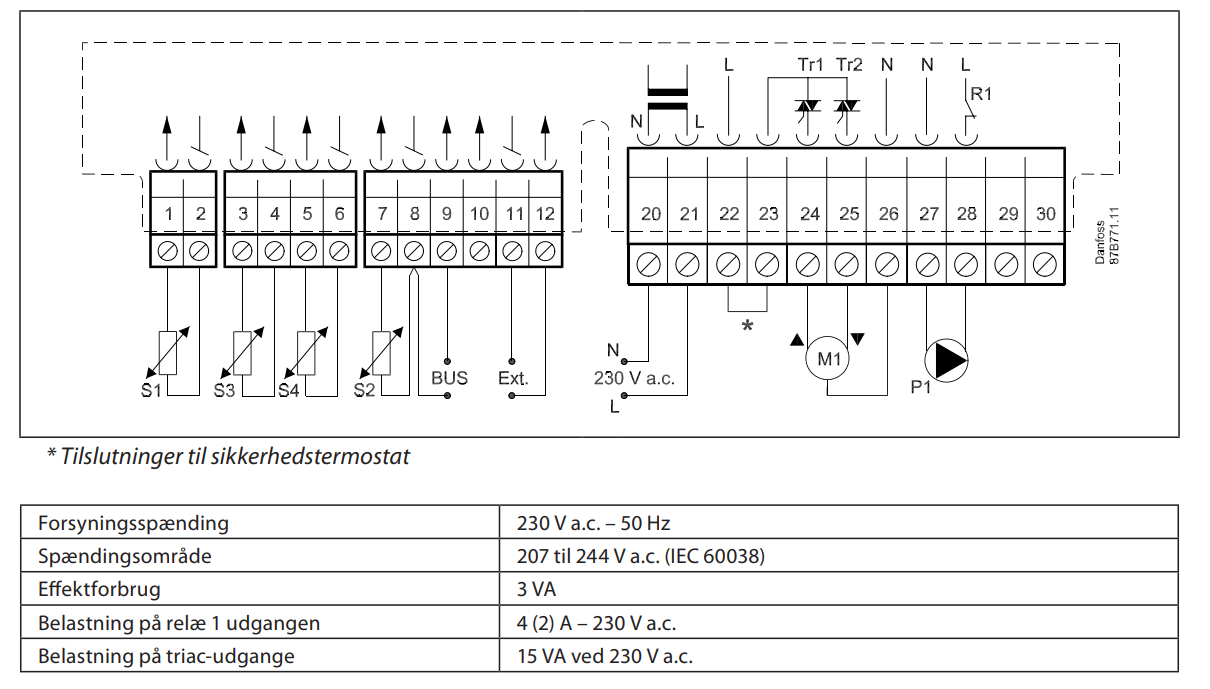 L Tr1 Tr2 N N L
R1
N L
1 2 3 4 5 6 7 8 9 10 11 12 20 21 22 23 24 25 26 27 28 29 30
Danfoss
87B771.11
*
N
M1
S1 S3 S4 S2 BUS Ext. 230 V a.c. P1
L
* Tilslutninger til sikkerhedstermostat
Forsyningsspænding 230 V a.c. – 50 Hz
Spændingsområde 207 til 244 V a.c. (IEC 60038)
Effektforbrug 3 VA
Belastning på relæ 1 udgangen 4 (2) A – 230 V a.c.
Belastning på triac-udgange 15 VA ved 230 V a.c.